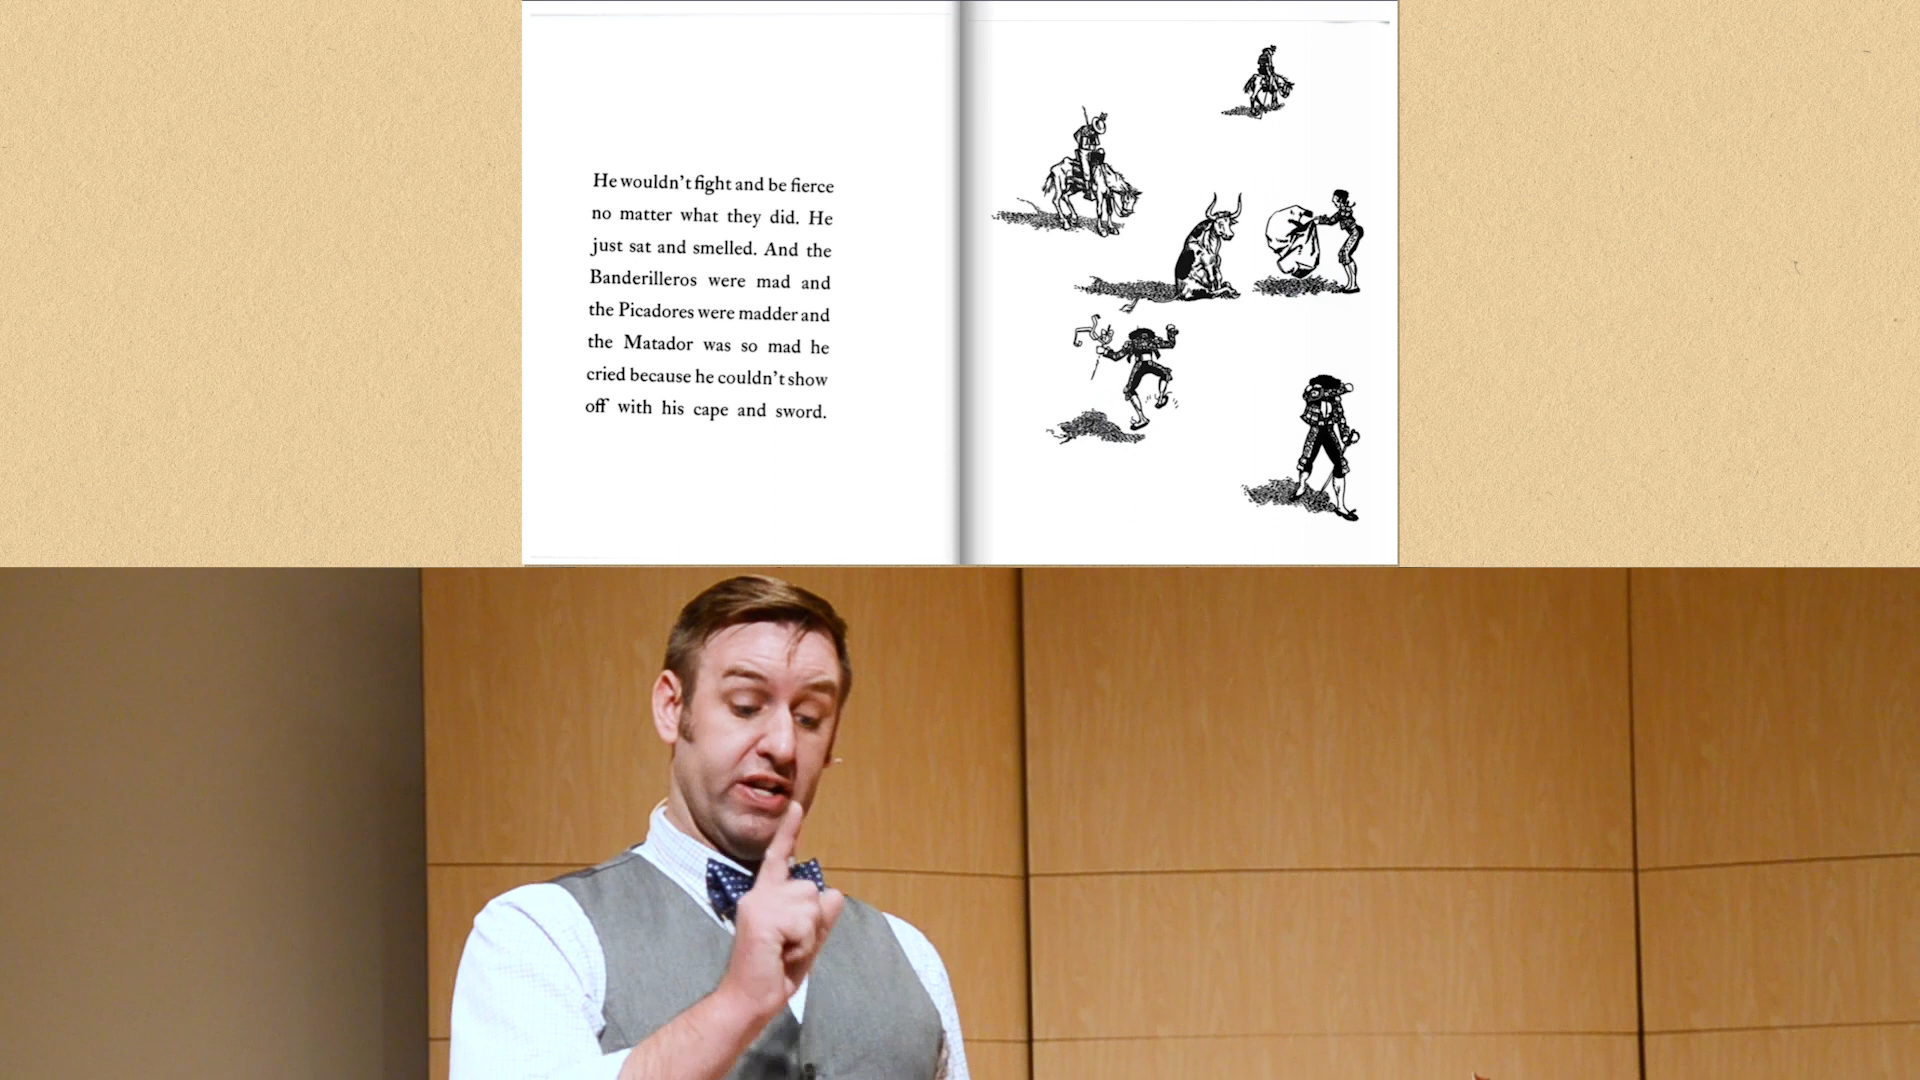 He wouldn't fight and be fierce
no matter what they did. He
just sat and smelled. And the
Banderilleros were mad and
the Picadores were madder and
the Matador was so mad he
cried because he couldn't show
off with his cape and sword.